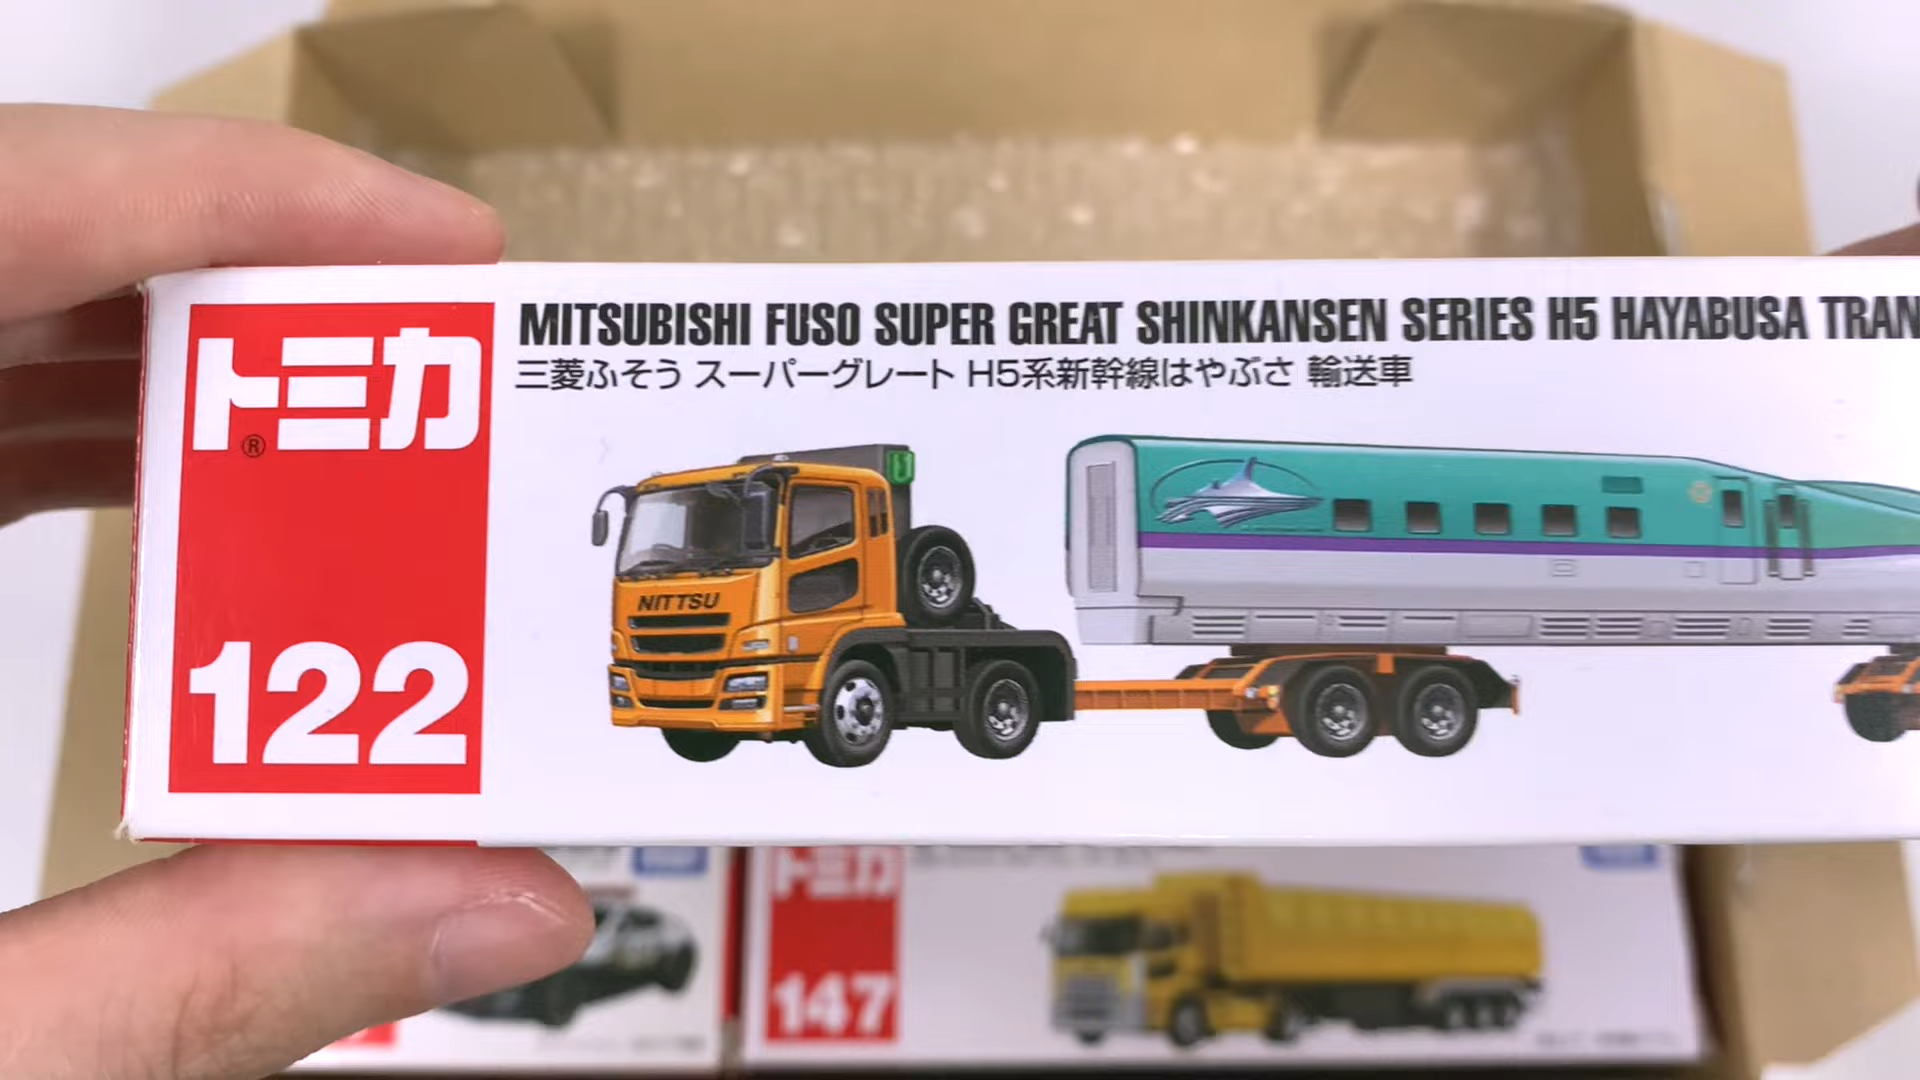 トミカ
®
122
MITSUBISHI FUSO SUPER GREAT SHINKANSEN SERIES H5 HAYABUSA TRAN
三菱ふそう スーパーグレート H5系新幹線はやぶさ 輸送車
NITTSU
トミカ
147